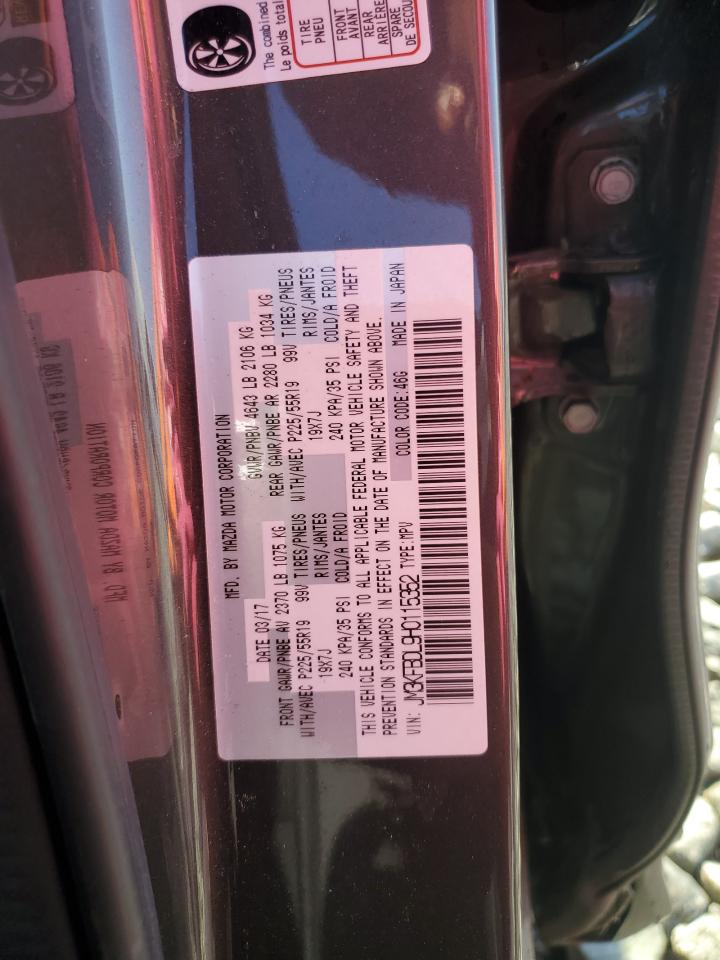 The combined
Le poids total
TIRE
PNEU
FRONT
AVANT
REAR
ARRIÈRE
SPARE
DE SECOU
MFD. BY MAZDA MOTOR CORPORATION
DATE 03/17 GVWR/PNBV 4643 LB 2106 KG
FRONT GAWR/PNBE AV 2370 LB 1075 KG REAR GAWR/PNBE AR 2280 LB 1034 KG
WITH/AVEC P225/55R19 99V TIRES/PNEUS WITH/AVEC P225/55R19 99V TIRES/PNEUS
19X7J RIMS/JANTES 19X7J RIMS/JANTES
240 KPA/35 PSI COLD/A FROID 240 KPA/35 PSI COLD/A FROID
THIS VEHICLE CONFORMS TO ALL APPLICABLE FEDERAL MOTOR VEHICLE SAFETY AND THEFT
PREVENTION STANDARDS IN EFFECT ON THE DATE OF MANUFACTURE SHOWN ABOVE.
VIN: JM3KFBDL9H0115352 TYPE:MPV COLOR CODE:46G MADE IN JAPAN